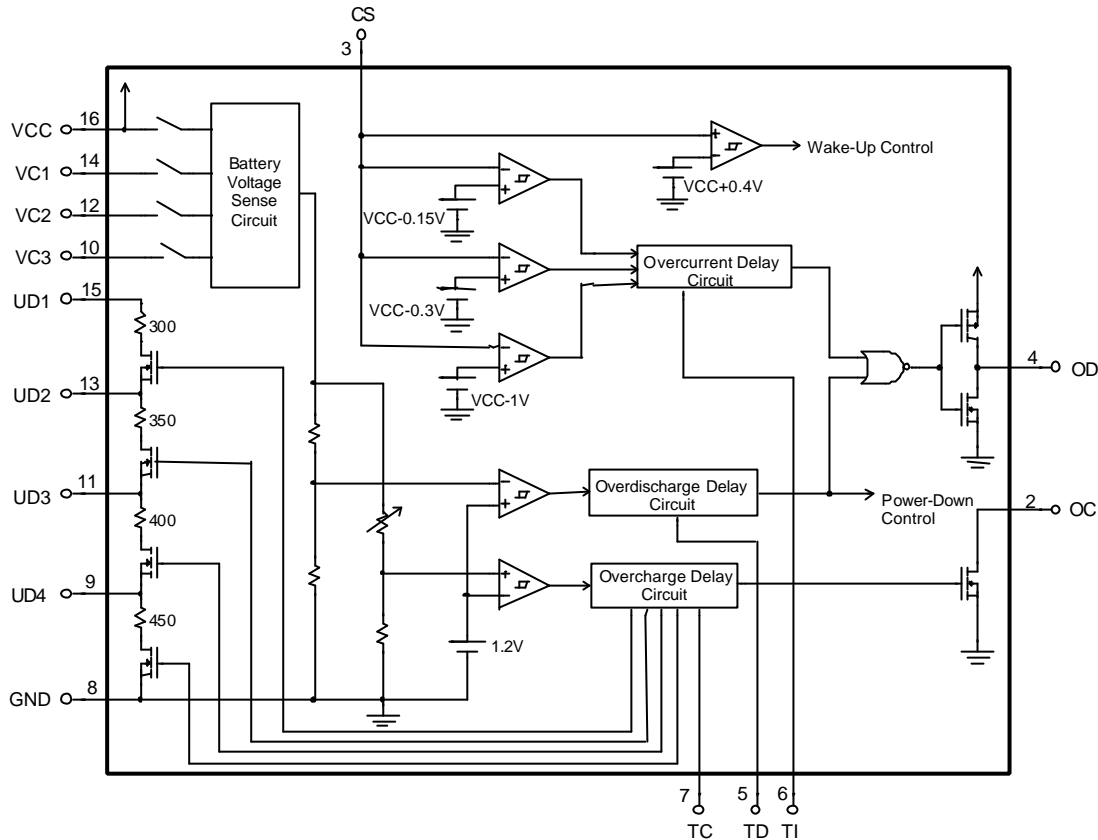 CS
3
VCC 16
VC1 14
VC2 12
VC3 10
UD1 15
UD2 13
UD3 11
UD4 9
GND 8
Battery
Voltage
Sense
Circuit
300
350
400
450
Wake-Up Control
VCC+0.4V
VCC-0.15V
VCC-0.3V
VCC-1V
Overcurrent Delay
Circuit
4 OD
Overdischarge Delay
Circuit
Power-Down
Control
2 OC
Overcharge Delay
Circuit
1.2V
7 5 6
TC TD TI